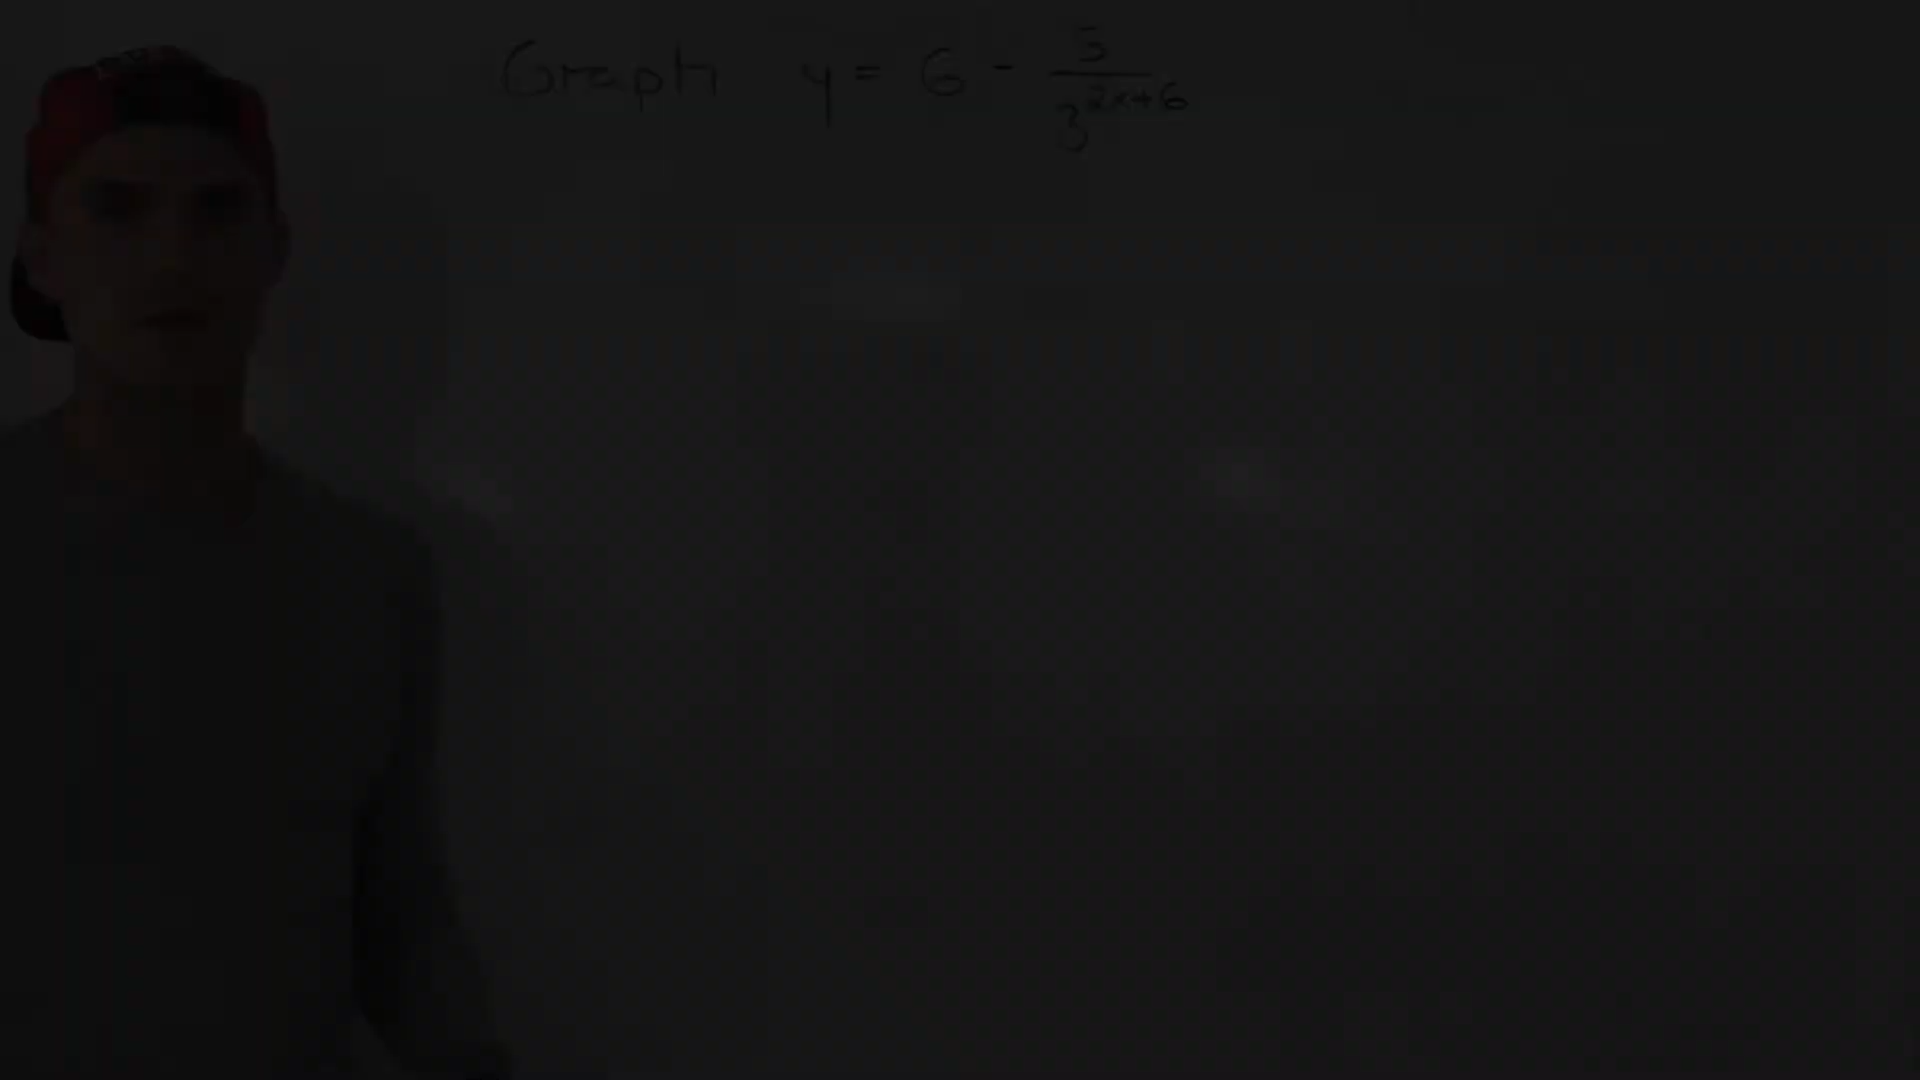 Graph y = 6 - 5/3^(2x+6)